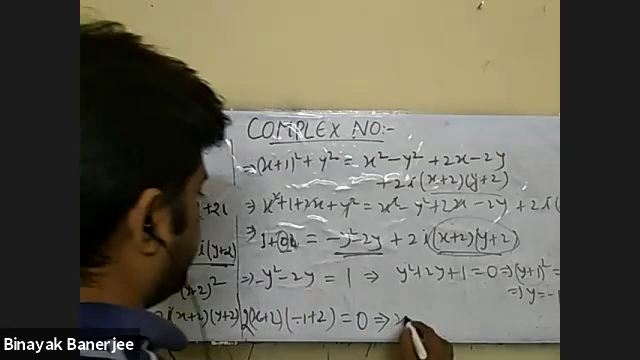 COMPLEX NO:-
⇒ (x+1)² + y² = x² - y² + 2x - 2y
+ 2i(x+2)(y+2)
+2i ⇒ x² + 1 + 2x + y² = x² - y² + 2x - 2y + 2i(
i(y+2) ⇒ 1+ = -y² - 2y + 2i(x+2)(y+2)
+2)² ⇒ -y² - 2y = 1 ⇒ y² + 2y + 1 = 0 ⇒ (y+1)² =
⇒ y = -1
i(x+2)(y+2) 2(x+2)(-1+2) = 0 ⇒ x
Binayak Banerjee